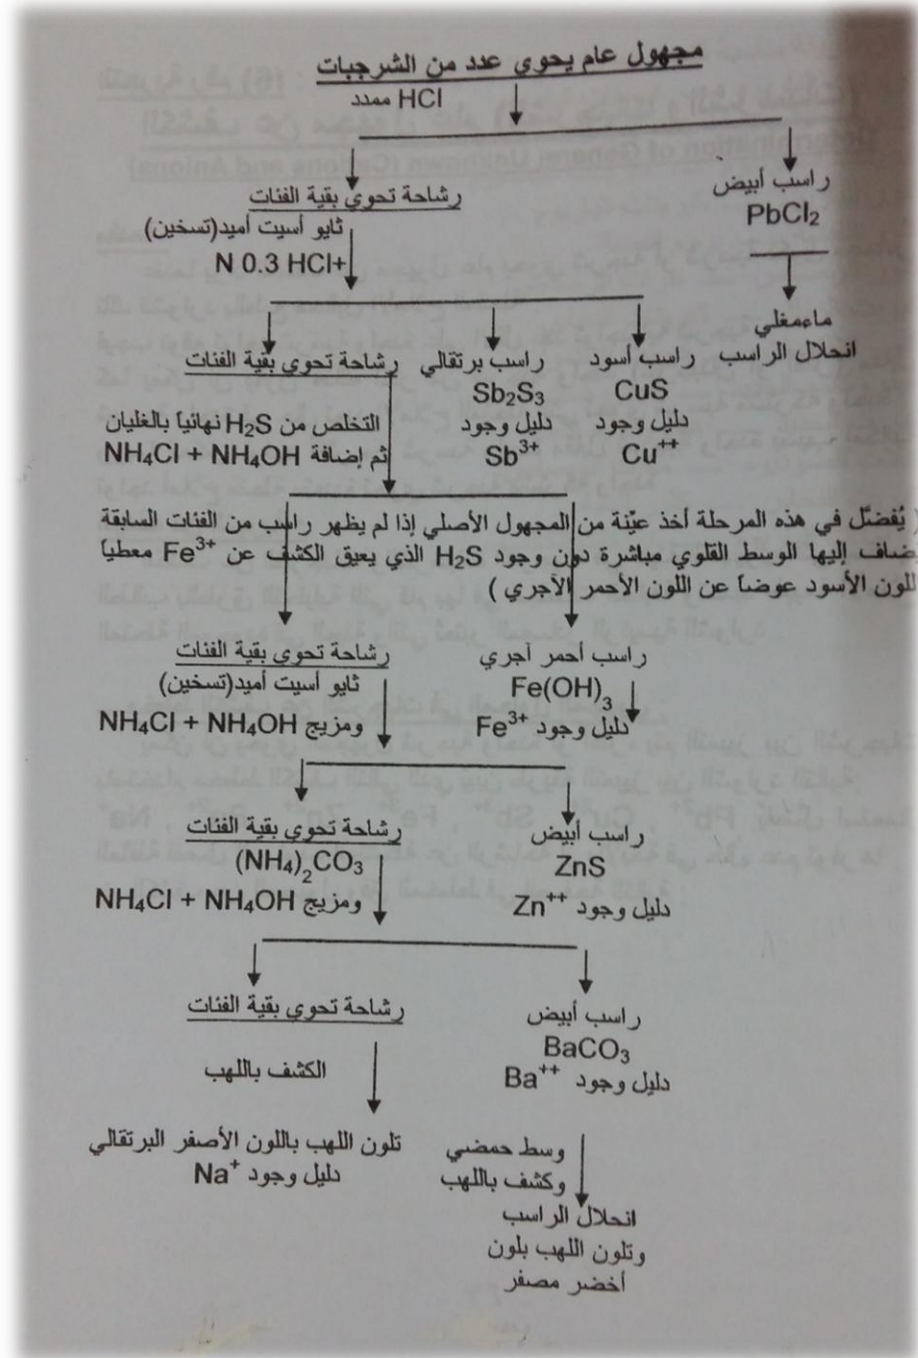 مجهول عام يحوي عدد من الشرجبات
HCl ممدد
راسب أبيض
PbCl2
رشاحة تحوي بقية الفئات
ثايو أسيت أميد(تسخين)
N 0.3 HCl+
ماءمغلي
انحلال الراسب
راسب أسود
CuS
دليل وجود
Cu++
راسب برتقالي
Sb2S3
دليل وجود
Sb3+
رشاحة تحوي بقية الفئات
التخلص من H2S نهائياً بالغليان
ثم إضافة NH4Cl + NH4OH
( يُفضّل في هذه المرحلة أخذ عيّنة من المجهول الأصلي إذا لم يظهر راسب من الفئات السابقة
ضاف إليها الوسط القلوي مباشرة دون وجود H2S الذي يعيق الكشف عن Fe3+ معطياً
للون الأسود عوضاً عن اللون الأحمر الآجري )
راسب أحمر آجري
Fe(OH)3
دليل وجود Fe3+
رشاحة تحوي بقية الفئات
ثايو أسيت أميد(تسخين)
ومزيج NH4Cl + NH4OH
راسب أبيض
ZnS
دليل وجود Zn++
رشاحة تحوي بقية الفئات
(NH4)2CO3
ومزيج NH4Cl + NH4OH
راسب أبيض
BaCO3
دليل وجود Ba++
رشاحة تحوي بقية الفئات
الكشف باللهب
تلون اللهب باللون الأصفر البرتقالي
دليل وجود Na+
وسط حمضي
وكشف باللهب
انحلال الراسب
وتلون اللهب بلون
أخضر مصفر